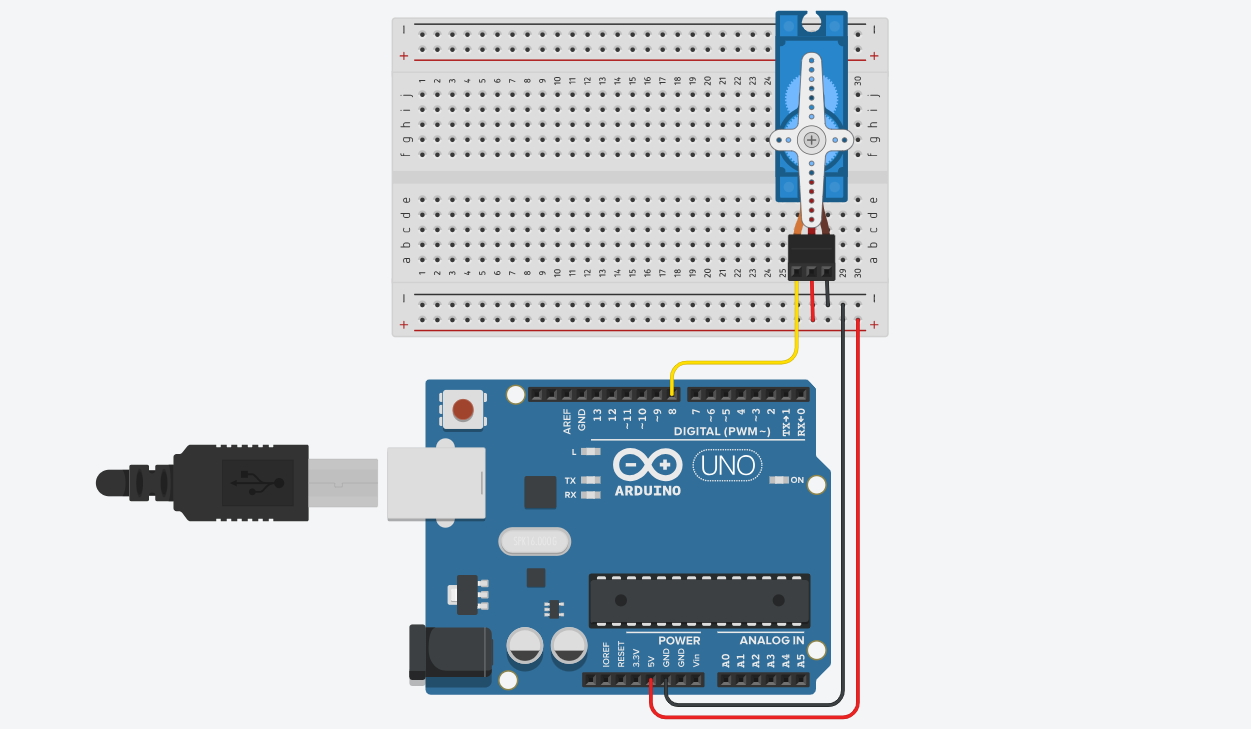 − −
+ +
1 2 3 4 5 6 7 8 9 10 11 12 13 14 15 16 17 18 19 20 21 22 23 24 30
j j
i i
h h
g g
f f
e e
d d
c c
b b
a a
1 2 3 4 5 6 7 8 9 10 11 12 13 14 15 16 17 18 19 20 21 22 23 24 25 29 30
− −
+ +
AREF GND 13 12 ~11 ~10 ~9 8 7 ~6 ~5 4 ~3 2 TX→1 RX←0
DIGITAL (PWM~)
L
TX
RX
ARDUINO
UNO
ON
POWER
ANALOG IN
IOREF RESET 3.3V 5V GND GND Vin A0 A1 A2 A3 A4 A5